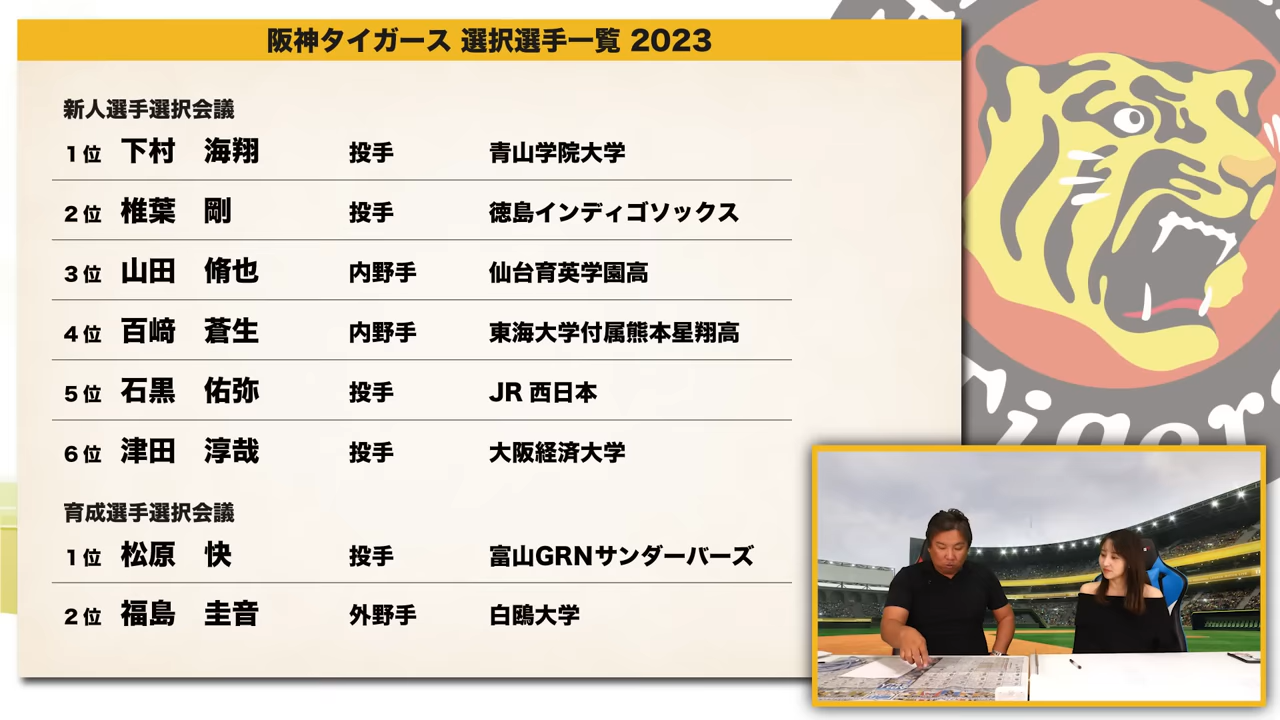 阪神タイガース 選択選手一覧 2023
新人選手選択会議
1位 下村 海翔 投手 青山学院大学
2位 椎葉 剛 投手 徳島インディゴソックス
3位 山田 脩也 内野手 仙台育英学園高
4位 百﨑 蒼生 内野手 東海大学付属熊本星翔高
5位 石黒 佑弥 投手 JR 西日本
6位 津田 淳哉 投手 大阪経済大学
育成選手選択会議
1位 松原 快 投手 富山GRNサンダーバーズ
2位 福島 圭音 外野手 白鷗大学
Tigers